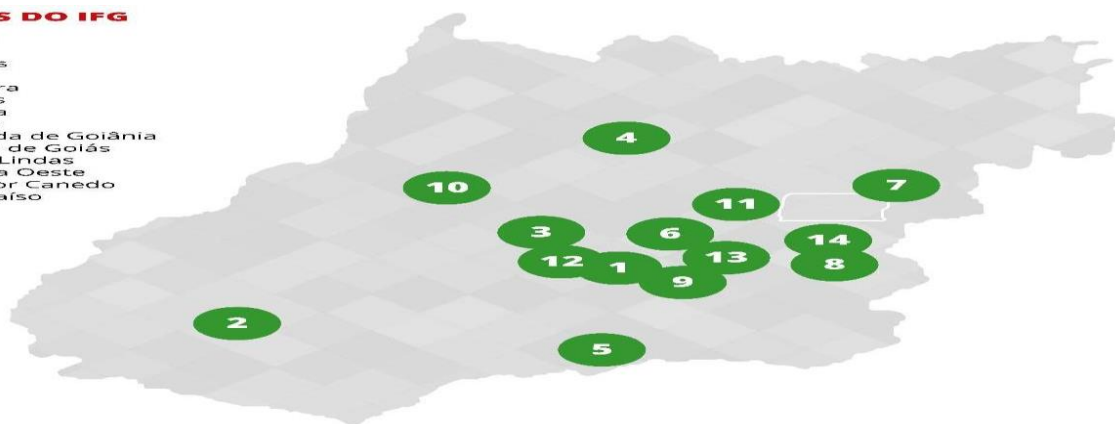 S DO IFG
s
ra
s
a
da de Goiânia
de Goiás
Lindas
a Oeste
or Canedo
aíso
4
10
7
11
3
6
14
12
1
13
8
9
2
5